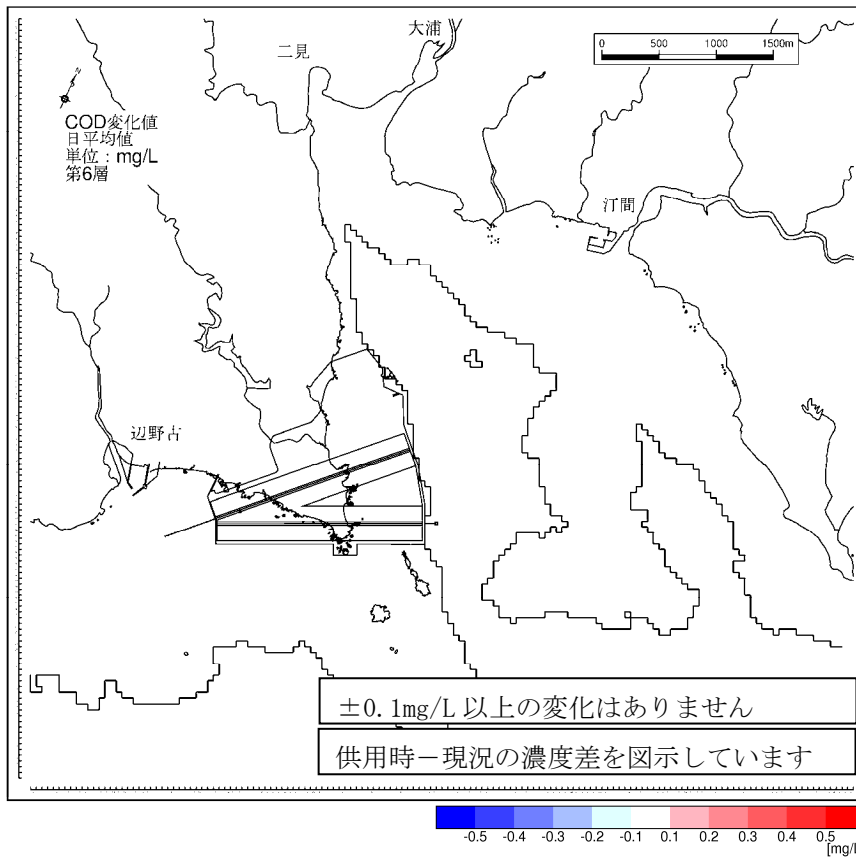 大浦
二見
0 500 1000 1500m
N
COD変化値
日平均値
単位：mg/L
第6層
汀間
辺野古
±0.1mg/L 以上の変化はありません
供用時－現況の濃度差を図示しています
-0.5 -0.4 -0.3 -0.2 -0.1 0.1 0.2 0.3 0.4 0.5
[mg/L